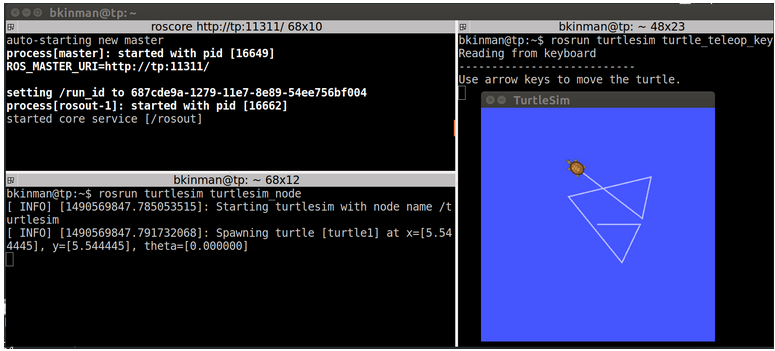 bkinman@tp: ~
roscore http://tp:11311/ 68x10
auto-starting new master
process[master]: started with pid [16649]
ROS_MASTER_URI=http://tp:11311/
setting /run_id to 687cde9a-1279-11e7-8e89-54ee756bf004
process[rosout-1]: started with pid [16662]
started core service [/rosout]
bkinman@tp: ~ 68x12
bkinman@tp:~$ rosrun turtlesim turtlesim_node
[ INFO] [1490569847.785053515]: Starting turtlesim with node name /t
urtlesim
[ INFO] [1490569847.791732068]: Spawning turtle [turtle1] at x=[5.54
4445], y=[5.544445], theta=[0.000000]
bkinman@tp: ~ 48x23
bkinman@tp:~$ rosrun turtlesim turtle_teleop_key
Reading from keyboard
---------------------------
Use arrow keys to move the turtle.
TurtleSim